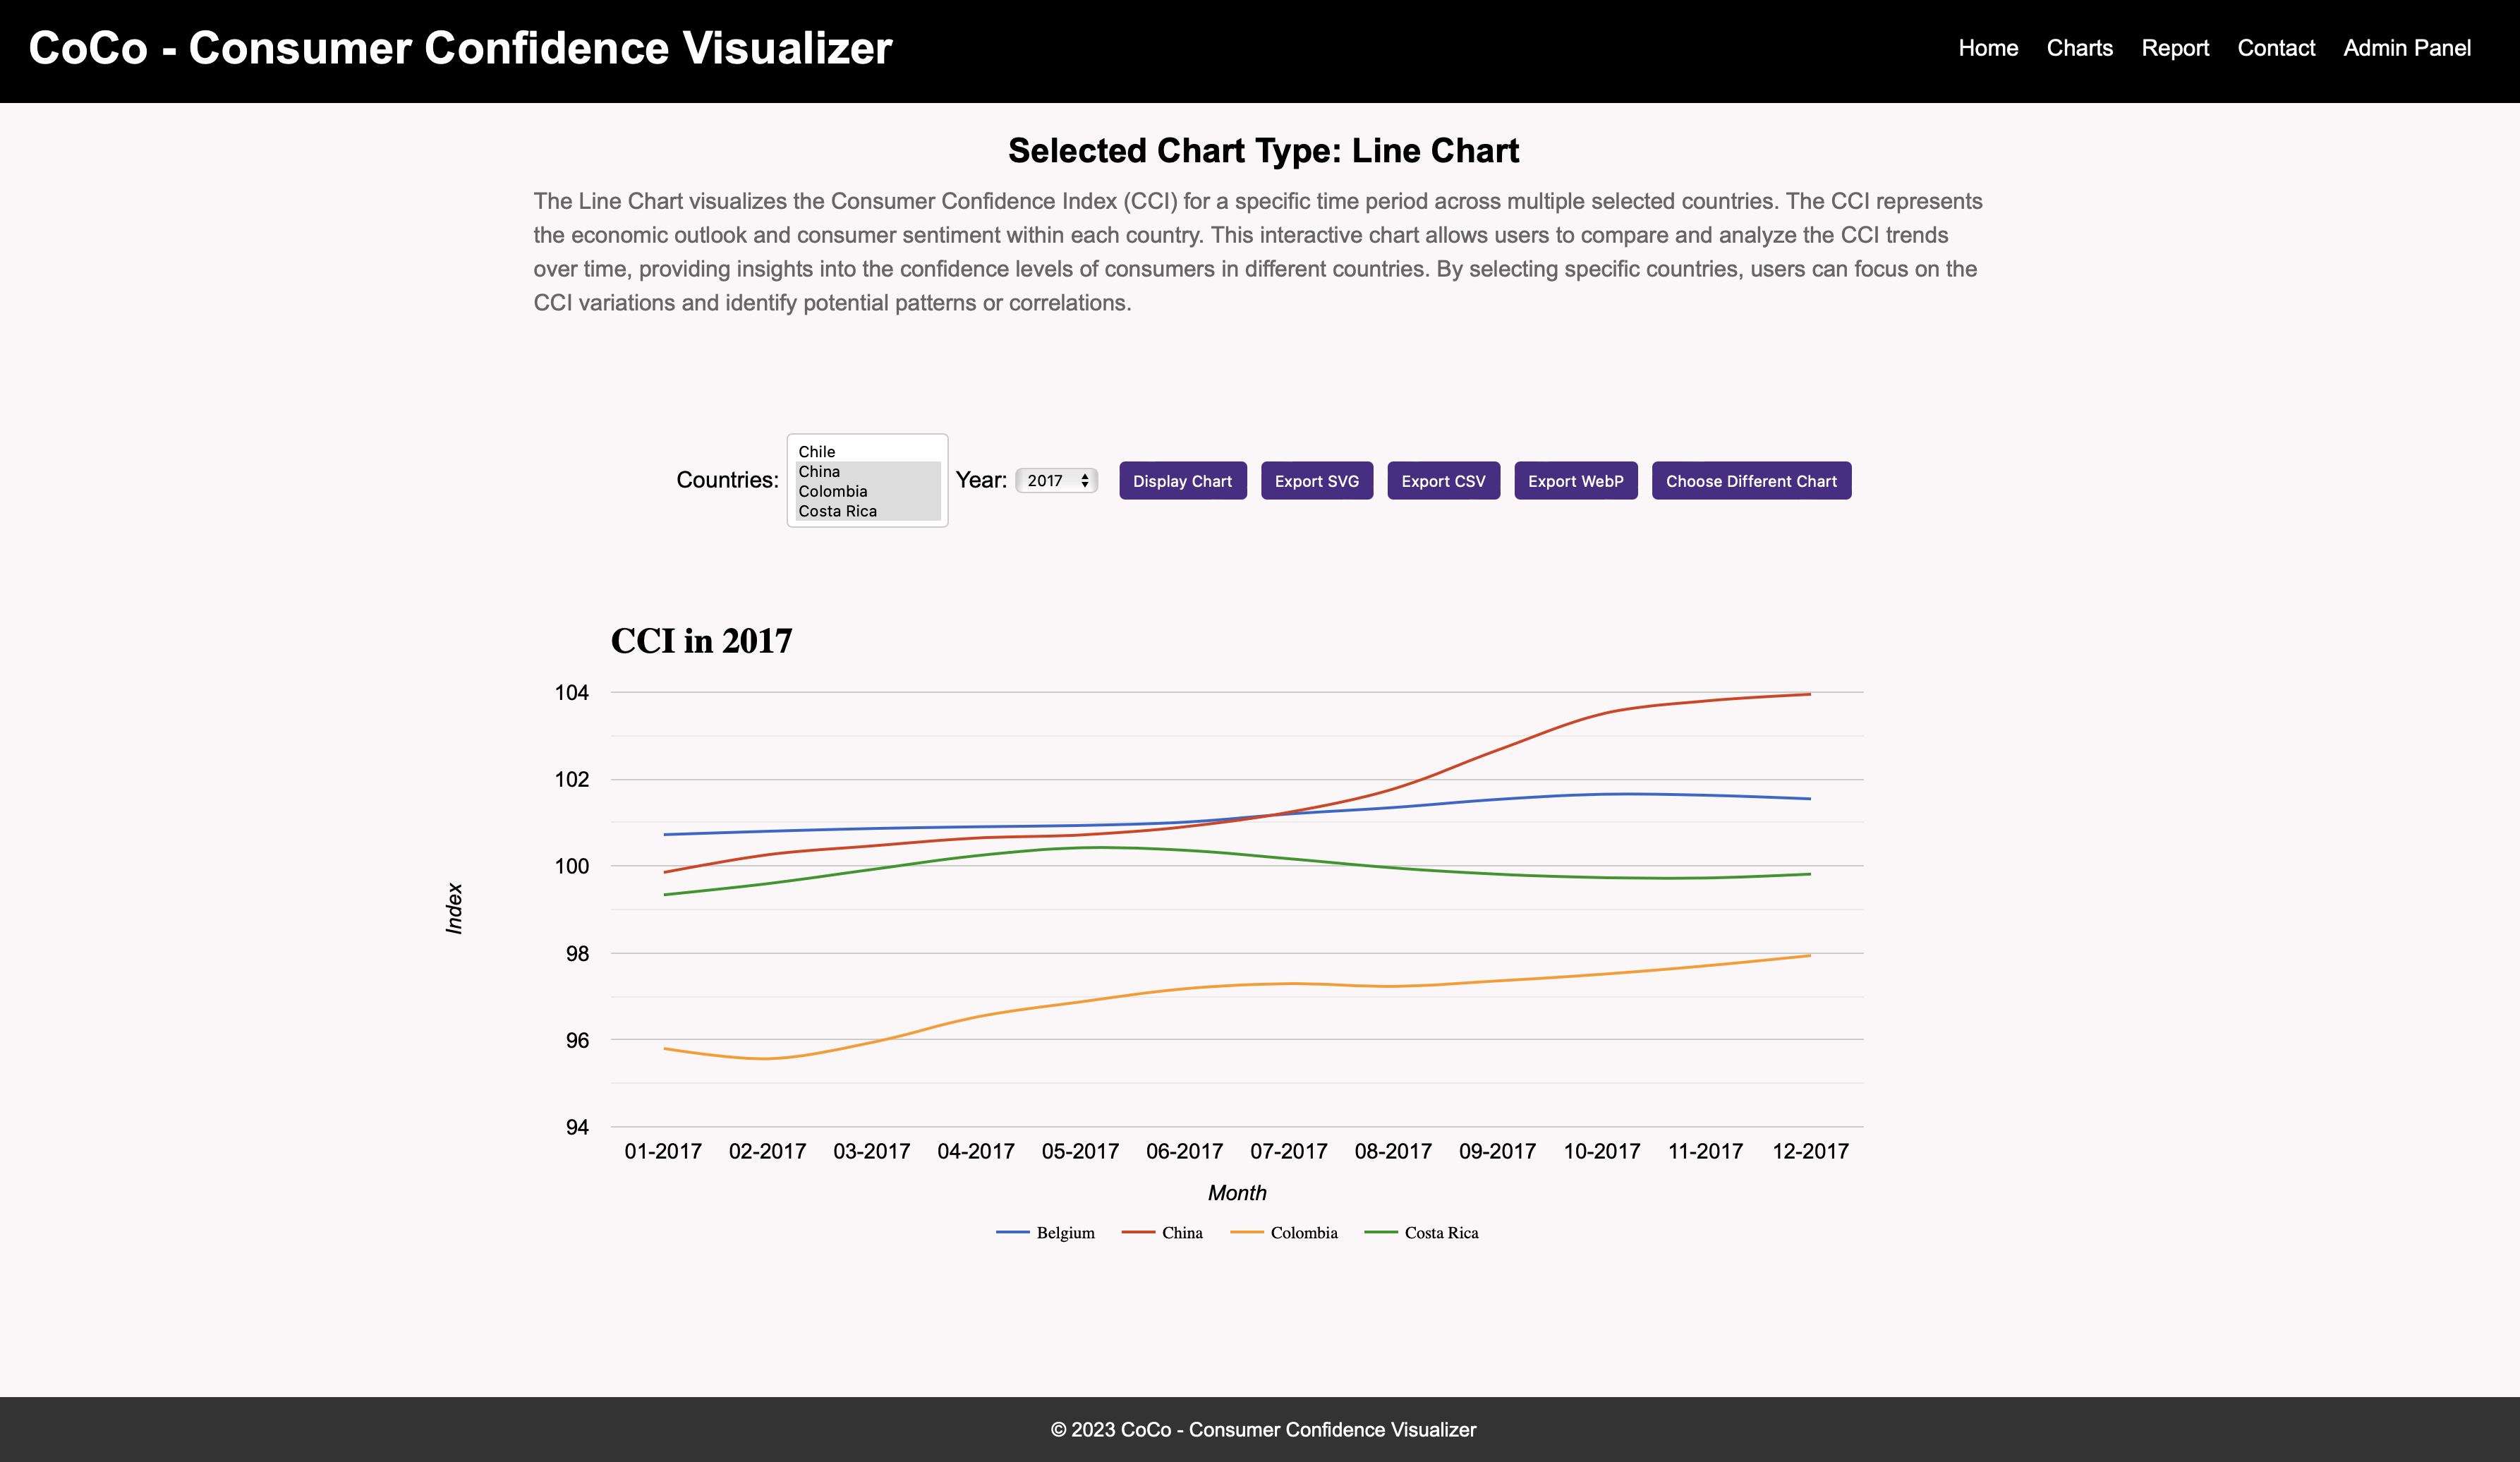 CoCo - Consumer Confidence Visualizer
Home Charts Report Contact Admin Panel
Selected Chart Type: Line Chart
The Line Chart visualizes the Consumer Confidence Index (CCI) for a specific time period across multiple selected countries. The CCI represents
the economic outlook and consumer sentiment within each country. This interactive chart allows users to compare and analyze the CCI trends
over time, providing insights into the confidence levels of consumers in different countries. By selecting specific countries, users can focus on the
CCI variations and identify potential patterns or correlations.
Countries:
Chile
China
Colombia
Costa Rica
Year: 2017 Display Chart Export SVG Export CSV Export WebP Choose Different Chart
CCI in 2017
104
102
100
98
96
94
Index
01-2017 02-2017 03-2017 04-2017 05-2017 06-2017 07-2017 08-2017 09-2017 10-2017 11-2017 12-2017
Month
Belgium China Colombia Costa Rica
© 2023 CoCo - Consumer Confidence Visualizer